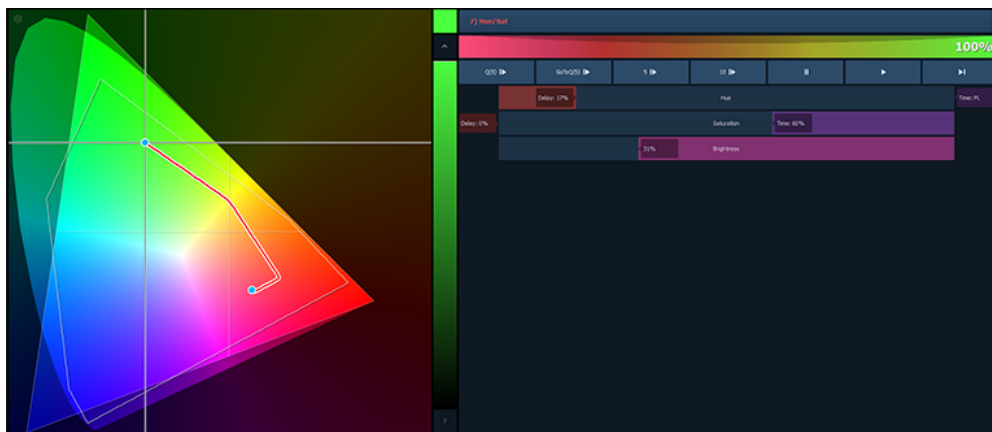 7) Hue/Sat
100%
Q(5)
GoToQ(5)
5
10
Delay: 17%
Hue
Time: FL
Delay: 0%
Saturation
Time: 60%
31%
Brightness
?